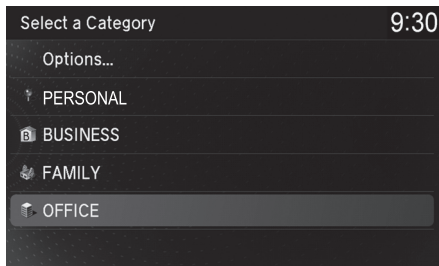 Select a Category 9:30
Options...
PERSONAL
B BUSINESS
FAMILY
OFFICE